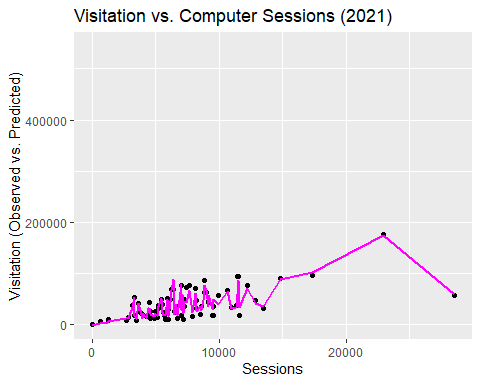 Visitation vs. Computer Sessions (2021)
Visitation (Observed vs. Predicted)
400000
200000
0
0
10000
20000
Sessions